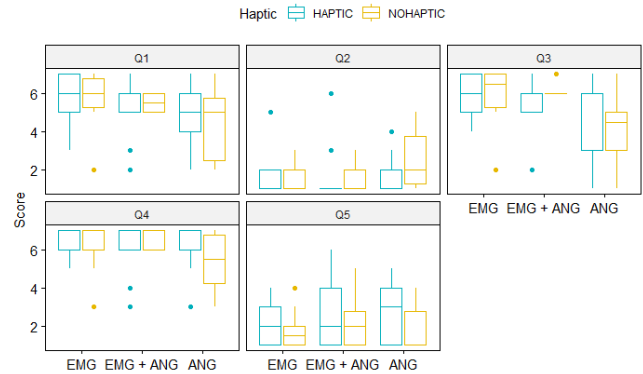 Haptic HAPTIC NOHAPTIC
Q1 Q2 Q3
6
4
2
EMG EMG + ANG ANG
Q4 Q5
6
4
2
EMG EMG + ANG ANG EMG EMG + ANG ANG
Score